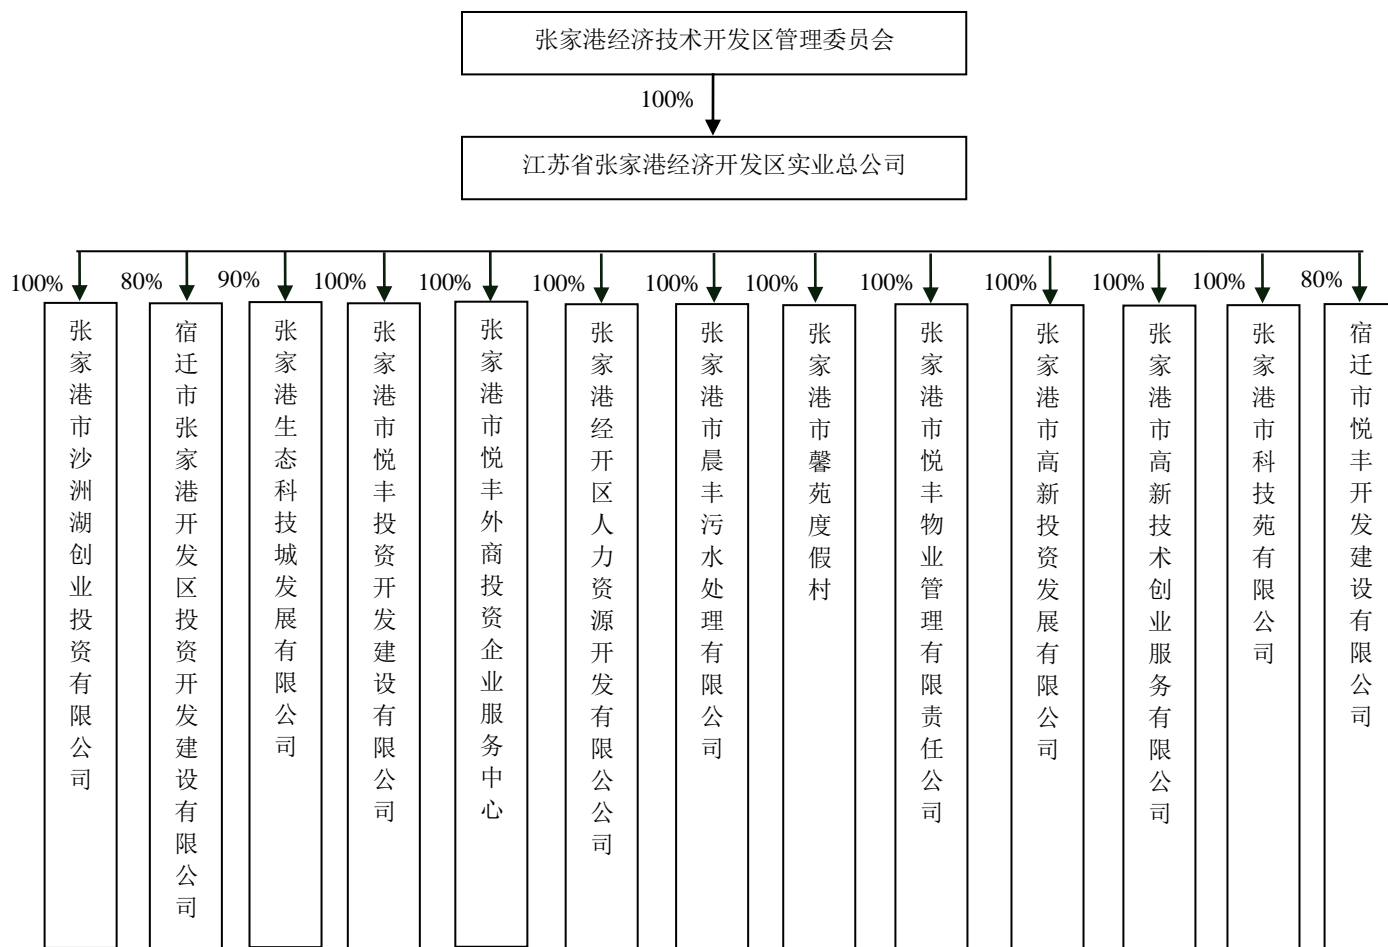 张家港经济技术开发区管理委员会
100%
江苏省张家港经济开发区实业总公司
100%
80%
90%
100%
100%
100%
100%
100%
100%
100%
100%
100%
80%
张家港市沙洲湖创业投资有限公司
宿迁市张家港开发区投资开发建设有限公司
张家港生态科技城发展有限公司
张家港市悦丰投资开发建设有限公司
张家港市悦丰外商投资企业服务中心
张家港经开区人力资源开发有限公公司
张家港市晨丰污水处理有限公司
张家港市馨苑度假村
张家港市悦丰物业管理有限责任公司
张家港市高新投资发展有限公司
张家港市高新技术创业服务有限公司
张家港市科技苑有限公司
宿迁市悦丰开发建设有限公司